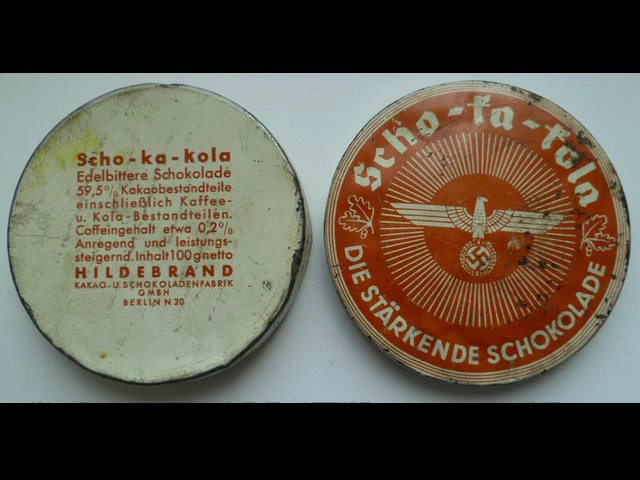 Scho-ka-kola
Edelbittere Schokolade
59,5% Kakaobestandteile
einschließlich Kaffee-
u. Kola-Bestandteilen.
Coffeingehalt etwa 0,2%
Anregend und leistungs-
steigernd. Inhalt 100g netto
HILDEBRAND
KAKAO- U. SCHOKOLADENFABRIK
GMBH
BERLIN N 20
Scho-ka-kola
DIE STÄRKENDE SCHOKOLADE